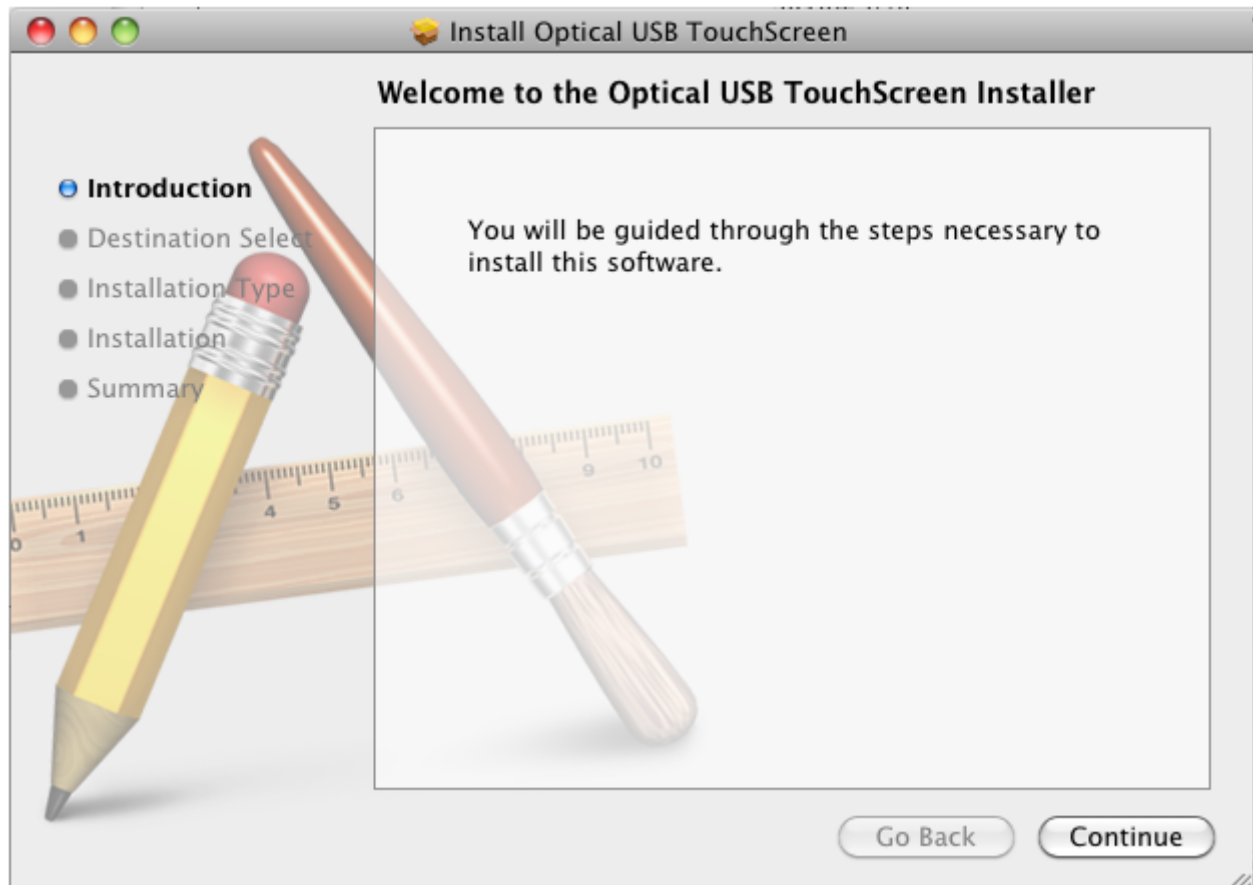 Install Optical USB TouchScreen
Welcome to the Optical USB TouchScreen Installer
Introduction
Destination Select
Installation Type
Installation
Summary
You will be guided through the steps necessary to
install this software.
0 1 4 5 6 9 10
Go Back
Continue